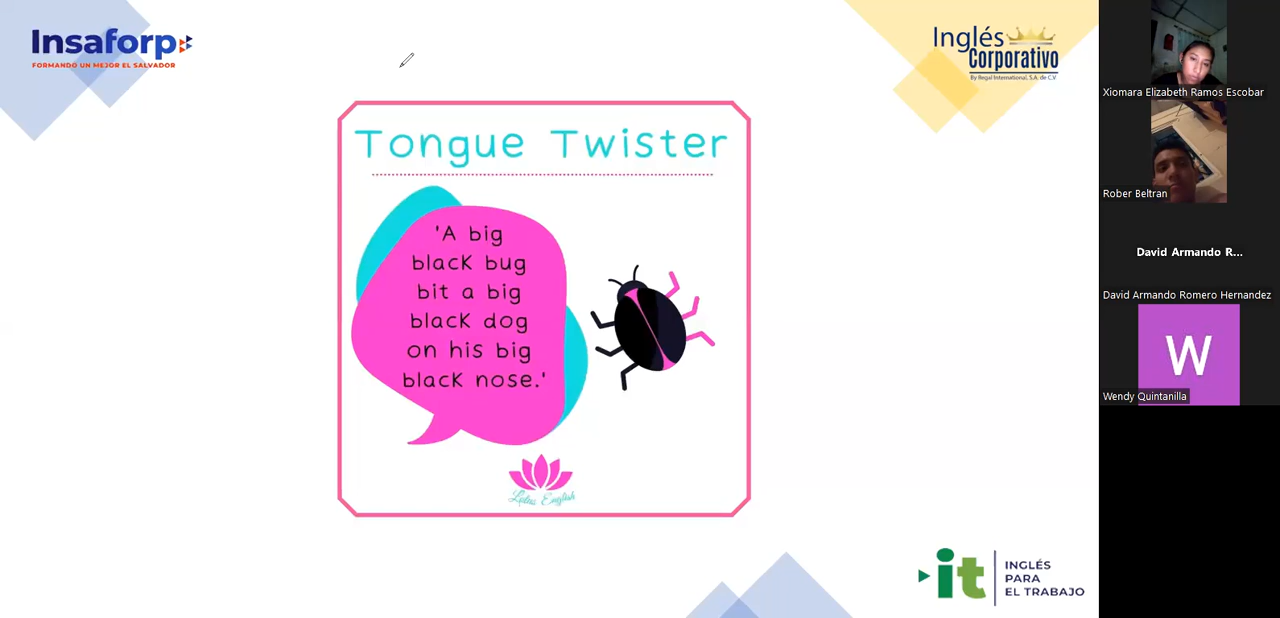 Insaforp
FORMANDO UN MEJOR EL SALVADOR
Inglés
Corporativo
By Regal International, S.A. de C.V
Tongue Twister
'A big
black bug
bit a big
black dog
on his big
black nose.'
Lotus English
it
INGLÉS
PARA
EL TRABAJO
Xiomara Elizabeth Ramos Escobar
Rober Beltran
David Armando R...
David Armando Romero Hernandez
W
Wendy Quintanilla